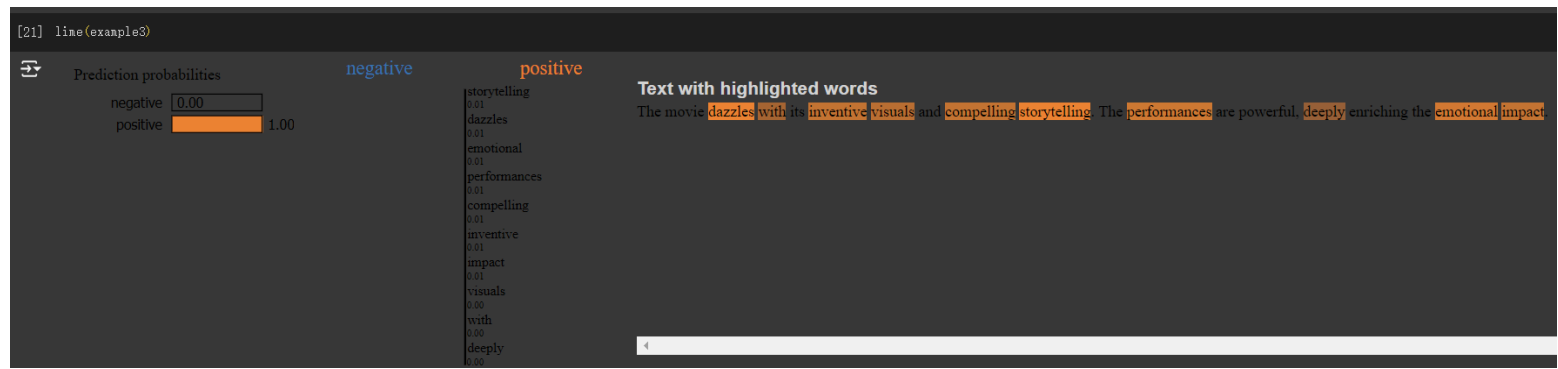 [21] lime(example3)
Prediction probabilities
negative 0.00
positive 1.00
negative positive
storytelling
0.01
dazzles
0.01
emotional
0.01
performances
0.01
compelling
0.01
inventive
0.01
impact
0.01
visuals
0.00
with
0.00
deeply
0.00
Text with highlighted words
The movie dazzles with its inventive visuals and compelling storytelling. The performances are powerful, deeply enriching the emotional impact.